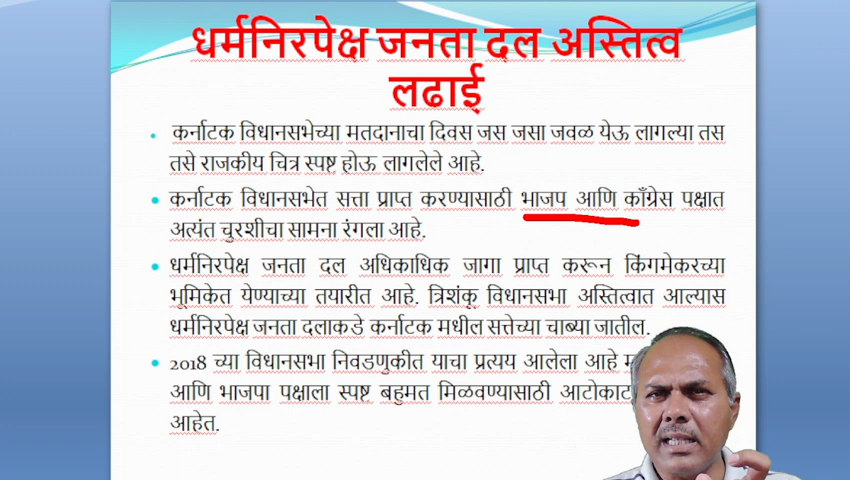 धर्मनिरपेक्ष जनता दल अस्तित्व
लढाई
कर्नाटक विधानसभेच्या मतदानाचा दिवस जस जसा जवळ येऊ लागल्या तस
तसे राजकीय चित्र स्पष्ट होऊ लागलेले आहे.
कर्नाटक विधानसभेत सत्ता प्राप्त करण्यासाठी भाजप आणि काँग्रेस पक्षात
अत्यंत चुरशीचा सामना रंगला आहे.
धर्मनिरपेक्ष जनता दल अधिकाधिक जागा प्राप्त करून किंगमेकरच्या
भूमिकेत येण्याच्या तयारीत आहे. त्रिशंकू विधानसभा अस्तित्वात आल्यास
धर्मनिरपेक्ष जनता दलाकडे कर्नाटक मधील सत्तेच्या चाब्या जातील.
2018 च्या विधानसभा निवडणुकीत याचा प्रत्यय आलेला आहे
आणि भाजपा पक्षाला स्पष्ट बहुमत मिळवण्यासाठी
आहेत.